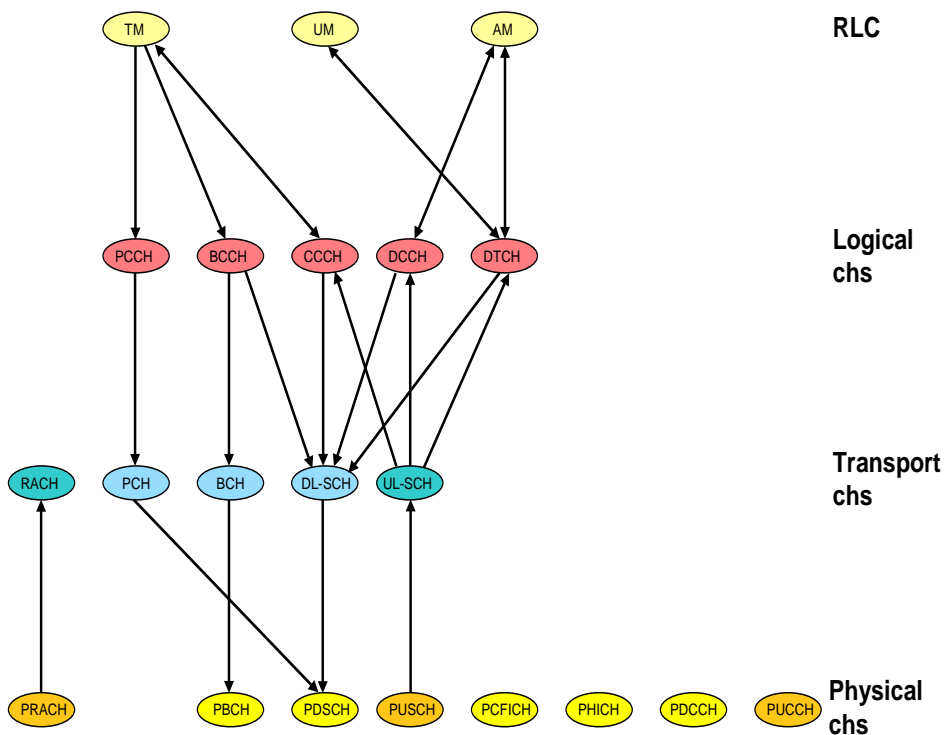 TM UM AM RLC
PCCH BCCH CCCH DCCH DTCH Logical
chs
RACH PCH BCH DL-SCH UL-SCH Transport
chs
PRACH PBCH PDSCH PUSCH PCFICH PHICH PDCCH PUCCH Physical
chs